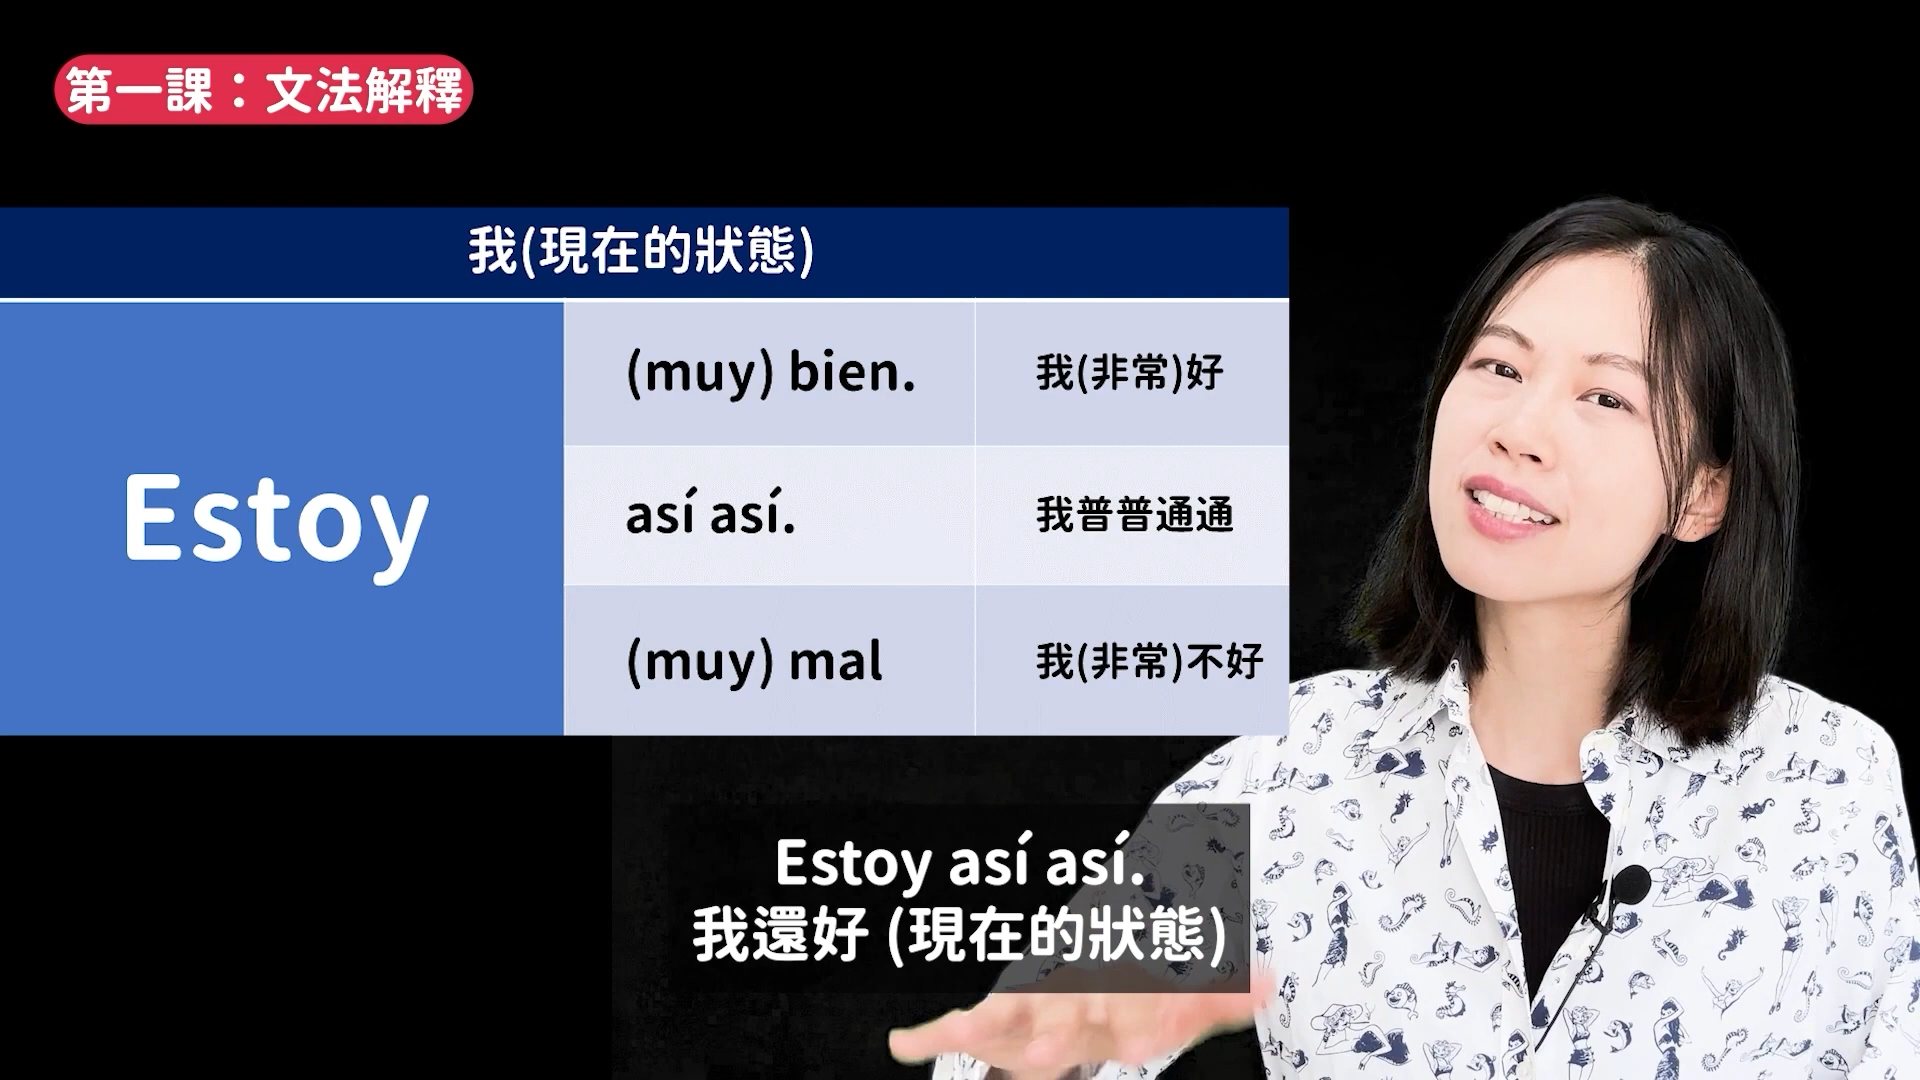 第一課：文法解釋
我(現在的狀態)
Estoy
(muy) bien.
我(非常)好
así así.
我普普通通
(muy) mal
我(非常)不好
Estoy así así.
我還好 (現在的狀態)